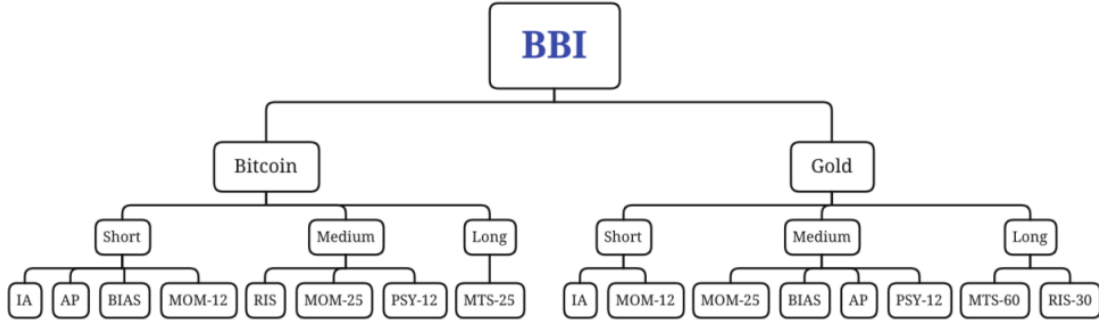 BBI
Bitcoin
Gold
Short
Medium
Long
Short
Medium
Long
IA
AP
BIAS
MOM-12
RIS
MOM-25
PSY-12
MTS-25
IA
MOM-12
MOM-25
BIAS
AP
PSY-12
MTS-60
RIS-30